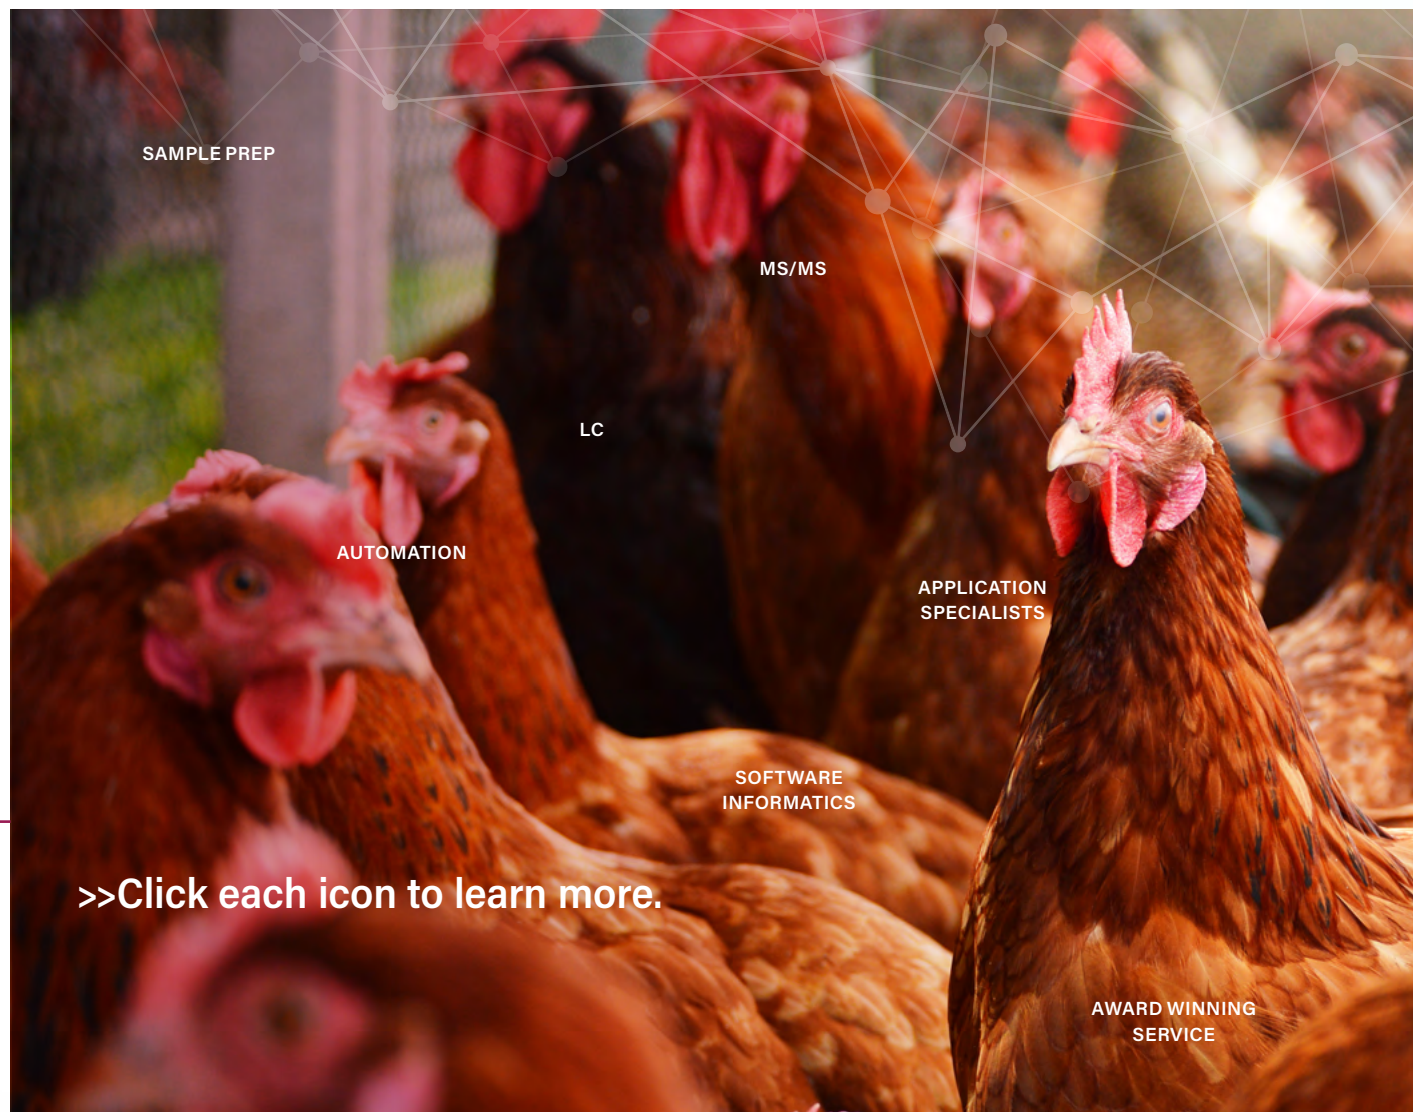 SAMPLE PREP
MS/MS
LC
AUTOMATION
APPLICATION
SPECIALISTS
SOFTWARE
INFORMATICS
>>Click each icon to learn more.
AWARD WINNING
SERVICE